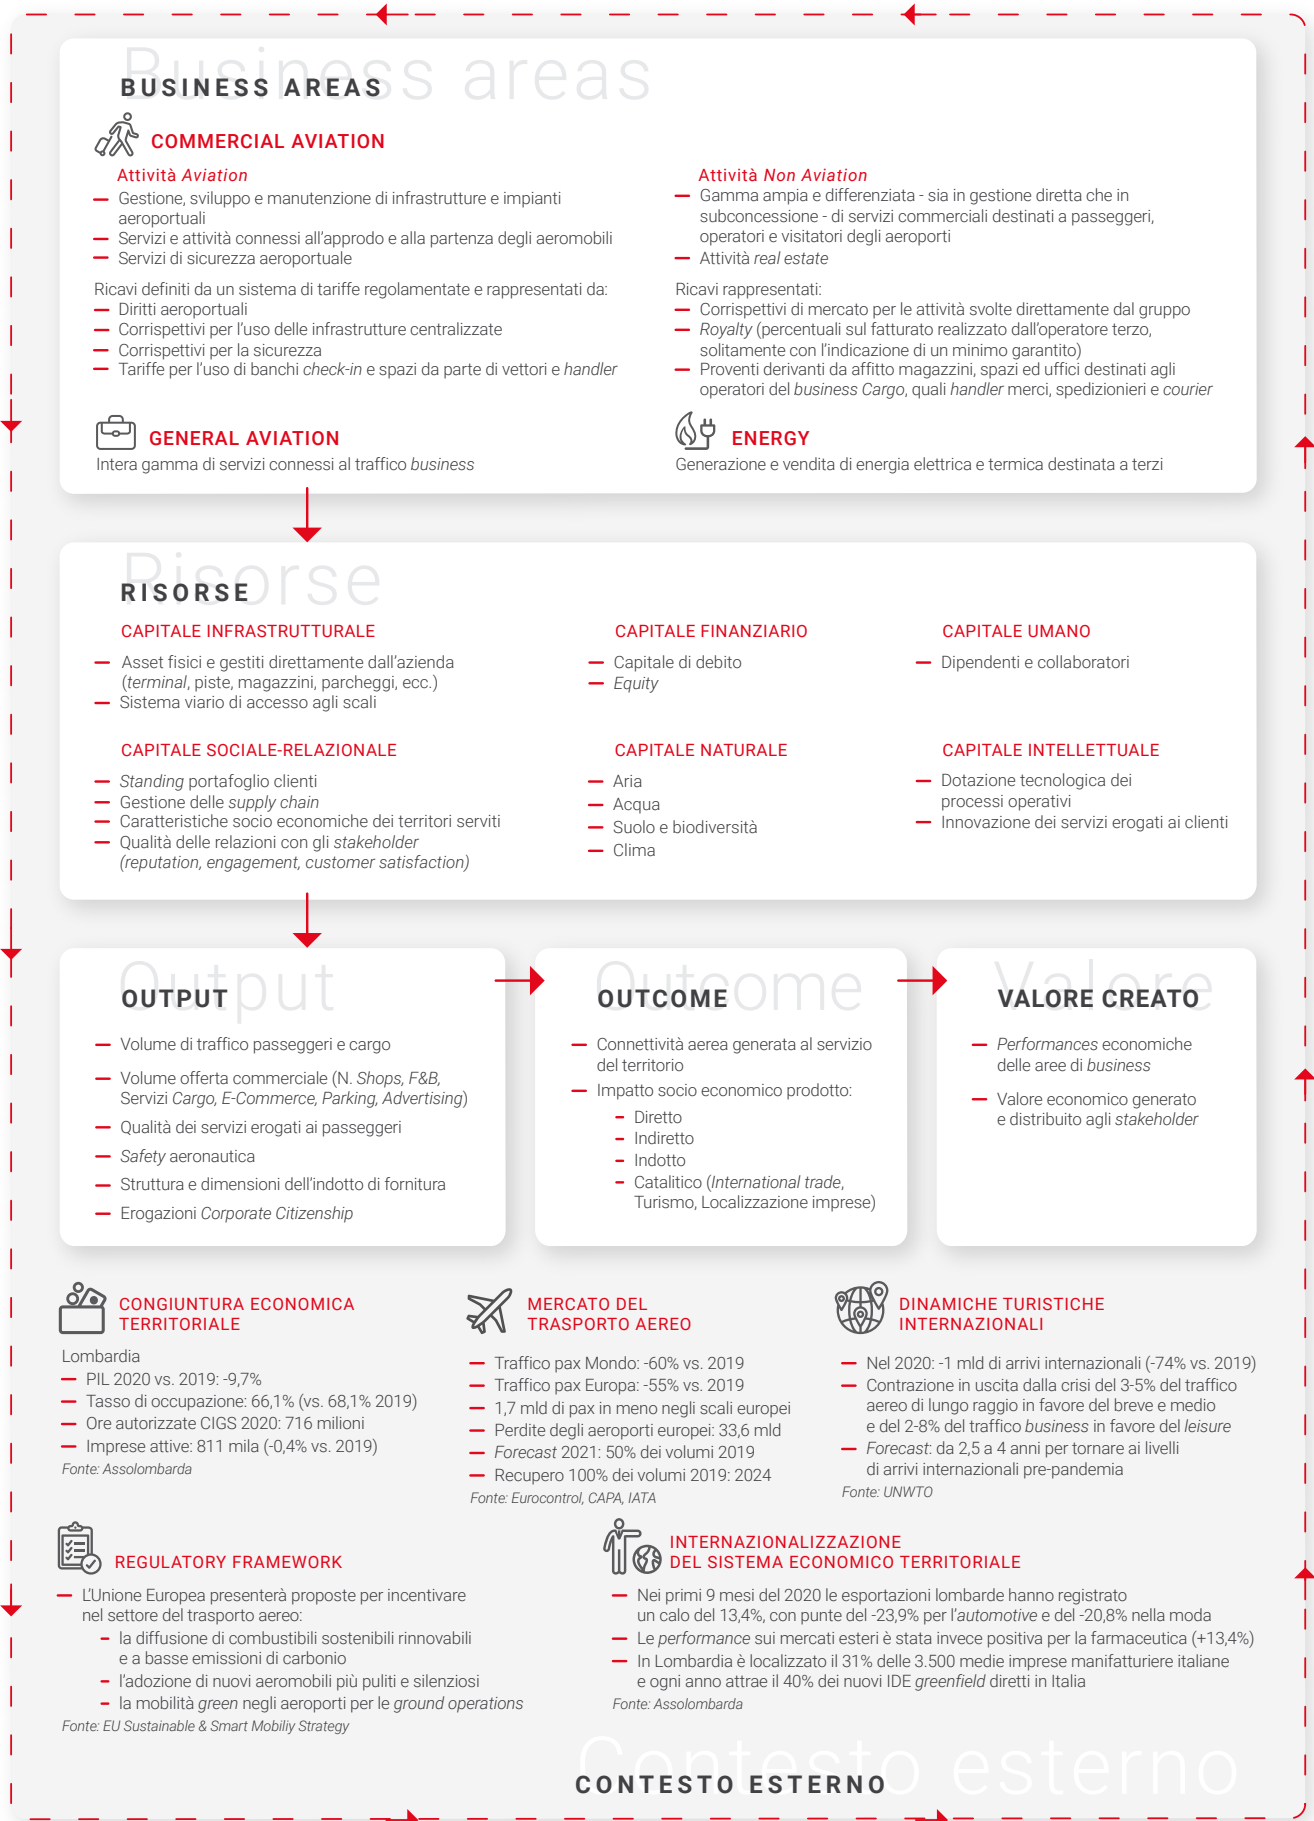 Business areas
BUSINESS AREAS
COMMERCIAL AVIATION
Attività Aviation
Gestione, sviluppo e manutenzione di infrastrutture e impianti
aeroportuali
Servizi e attività connessi all'approdo e alla partenza degli aeromobili
Servizi di sicurezza aeroportuale
Ricavi definiti da un sistema di tariffe regolamentate e rappresentati da:
Diritti aeroportuali
Corrispettivi per l'uso delle infrastrutture centralizzate
Corrispettivi per la sicurezza
Tariffe per l'uso di banchi check-in e spazi da parte di vettori e handler
Attività Non Aviation
Gamma ampia e differenziata - sia in gestione diretta che in
subconcessione - di servizi commerciali destinati a passeggeri,
operatori e visitatori degli aeroporti
Attività real estate
Ricavi rappresentati:
Corrispettivi di mercato per le attività svolte direttamente dal gruppo
Royalty (percentuali sul fatturato realizzato dall'operatore terzo,
solitamente con l'indicazione di un minimo garantito)
Proventi derivanti da affitto magazzini, spazi ed uffici destinati agli
operatori del business Cargo, quali handler merci, spedizionieri e courier
GENERAL AVIATION
Intera gamma di servizi connessi al traffico business
ENERGY
Generazione e vendita di energia elettrica e termica destinata a terzi
Risorse
RISORSE
CAPITALE INFRASTRUTTURALE
Asset fisici e gestiti direttamente dall'azienda
(terminal, piste, magazzini, parcheggi, ecc.)
Sistema viario di accesso agli scali
CAPITALE FINANZIARIO
Capitale di debito
Equity
CAPITALE UMANO
Dipendenti e collaboratori
CAPITALE SOCIALE-RELAZIONALE
Standing portafoglio clienti
Gestione delle supply chain
Caratteristiche socio economiche dei territori serviti
Qualità delle relazioni con gli stakeholder
(reputation, engagement, customer satisfaction)
CAPITALE NATURALE
Aria
Acqua
Suolo e biodiversità
Clima
CAPITALE INTELLETTUALE
Dotazione tecnologica dei
processi operativi
Innovazione dei servizi erogati ai clienti
Output
OUTPUT
Volume di traffico passeggeri e cargo
Volume offerta commerciale (N. Shops, F&B,
Servizi Cargo, E-Commerce, Parking, Advertising)
Qualità dei servizi erogati ai passeggeri
Safety aeronautica
Struttura e dimensioni dell'indotto di fornitura
Erogazioni Corporate Citizenship
Outcome
OUTCOME
Connettività aerea generata al servizio
del territorio
Impatto socio economico prodotto:
Diretto
Indiretto
Indotto
Catalitico (International trade,
Turismo, Localizzazione imprese)
Valore
VALORE CREATO
Performances economiche
delle aree di business
Valore economico generato
e distribuito agli stakeholder
CONGIUNTURA ECONOMICA
TERRITORIALE
Lombardia
PIL 2020 vs. 2019: -9,7%
Tasso di occupazione: 66,1% (vs. 68,1% 2019)
Ore autorizzate CIGS 2020: 716 milioni
Imprese attive: 811 mila (-0,4% vs. 2019)
Fonte: Assolombarda
MERCATO DEL
TRASPORTO AEREO
Traffico pax Mondo: -60% vs. 2019
Traffico pax Europa: -55% vs. 2019
1,7 mld di pax in meno negli scali europei
Perdite degli aeroporti europei: 33,6 mld
Forecast 2021: 50% dei volumi 2019
Recupero 100% dei volumi 2019: 2024
Fonte: Eurocontrol, CAPA, IATA
DINAMICHE TURISTICHE
INTERNAZIONALI
Nel 2020: -1 mld di arrivi internazionali (-74% vs. 2019)
Contrazione in uscita dalla crisi del 3-5% del traffico
aereo di lungo raggio in favore del breve e medio
e del 2-8% del traffico business in favore del leisure
Forecast: da 2,5 a 4 anni per tornare ai livelli
di arrivi internazionali pre-pandemia
Fonte: UNWTO
REGULATORY FRAMEWORK
L'Unione Europea presenterà proposte per incentivare
nel settore del trasporto aereo:
la diffusione di combustibili sostenibili rinnovabili
e a basse emissioni di carbonio
l'adozione di nuovi aeromobili più puliti e silenziosi
la mobilità green negli aeroporti per le ground operations
Fonte: EU Sustainable & Smart Mobiliy Strategy
INTERNAZIONALIZZAZIONE
DEL SISTEMA ECONOMICO TERRITORIALE
Nei primi 9 mesi del 2020 le esportazioni lombarde hanno registrato
un calo del 13,4%, con punte del -23,9% per l'automotive e del -20,8% nella moda
Le performance sui mercati esteri è stata invece positiva per la farmaceutica (+13,4%)
In Lombardia è localizzato il 31% delle 3.500 medie imprese manifatturiere italiane
e ogni anno attrae il 40% dei nuovi IDE greenfield diretti in Italia
Fonte: Assolombarda
Contesto esterno
CONTESTO ESTERNO